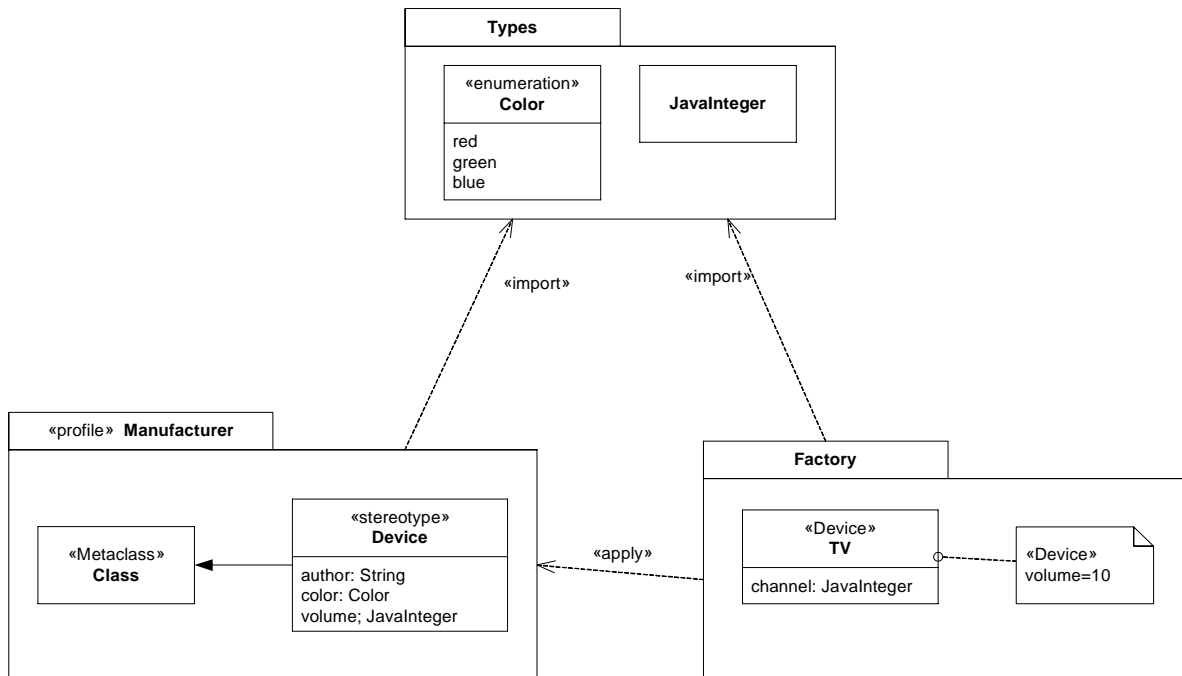 Types
«enumeration»
Color
red
green
blue
JavaInteger
«import»
«import»
«profile» Manufacturer
«Metaclass»
Class
«stereotype»
Device
author: String
color: Color
volume; JavaInteger
«apply»
Factory
«Device»
TV
channel: JavaInteger
«Device»
volume=10